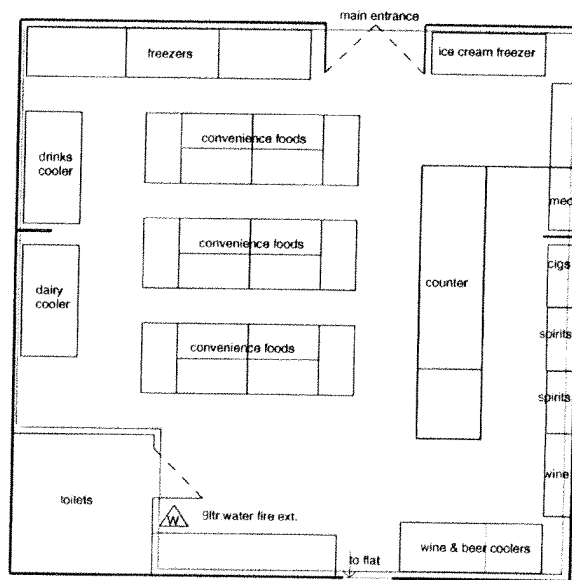 main entrance
freezers
ice cream freezer
convenience foods
drinks
cooler
med
convenience foods
cigs
dairy
cooler
counter
spirits
convenience foods
spirits
wine
toilets
W
9ltr.water fire ext.
wine & beer coolers
to flat